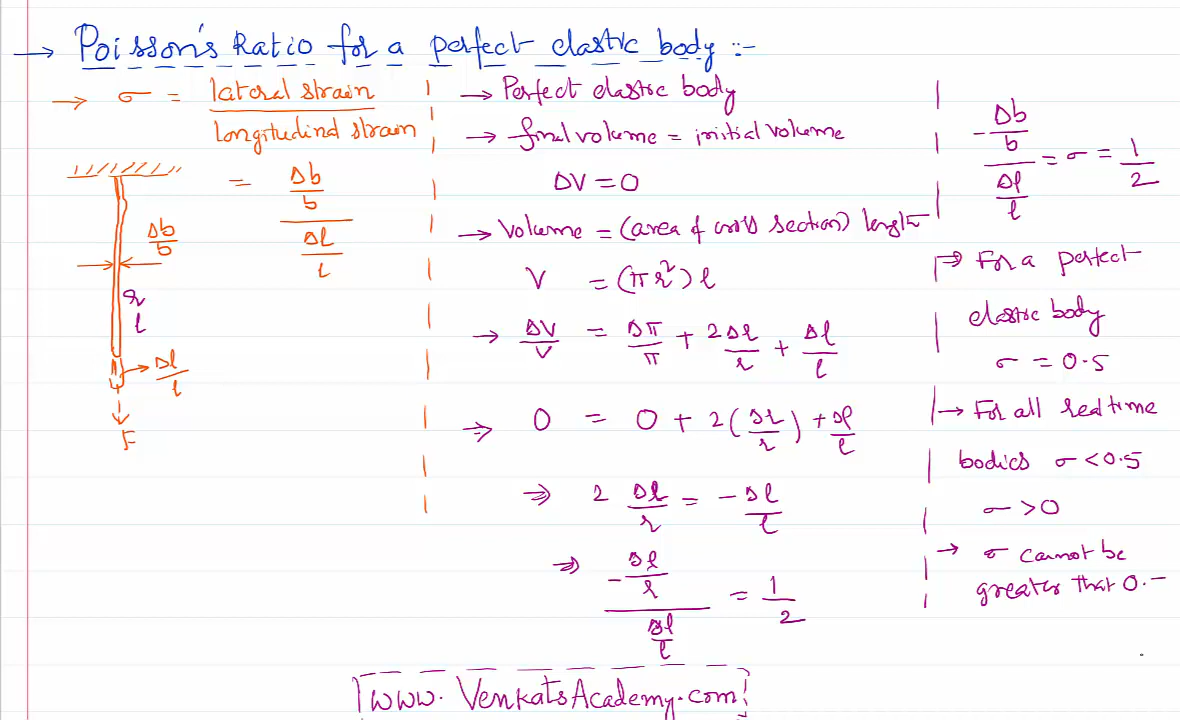 → Poisson's Ratio for a perfect elastic body :-
→ σ = lateral strain / longitudinal strain
= Δb/b / Δl/l
Δb/b
r
l
Δl/l
F
→ Perfect elastic body
→ final volume = initial volume
ΔV = 0
→ Volume = (area of cross section) length
V = (πr²) l
→ ΔV/V = Δπ/π + 2Δr/r + Δl/l
⇒ 0 = 0 + 2(Δr/r) + Δl/l
⇒ 2 Δr/r = -Δl/l
⇒ -Δr/r / Δl/l = 1/2
-Δb/b / Δl/l = σ = 1/2
⇒ For a perfect
elastic body
σ = 0.5
→ For all real time
bodies σ < 0.5
σ > 0
→ σ cannot be
greater that 0.-
www.VenkatsAcademy.com